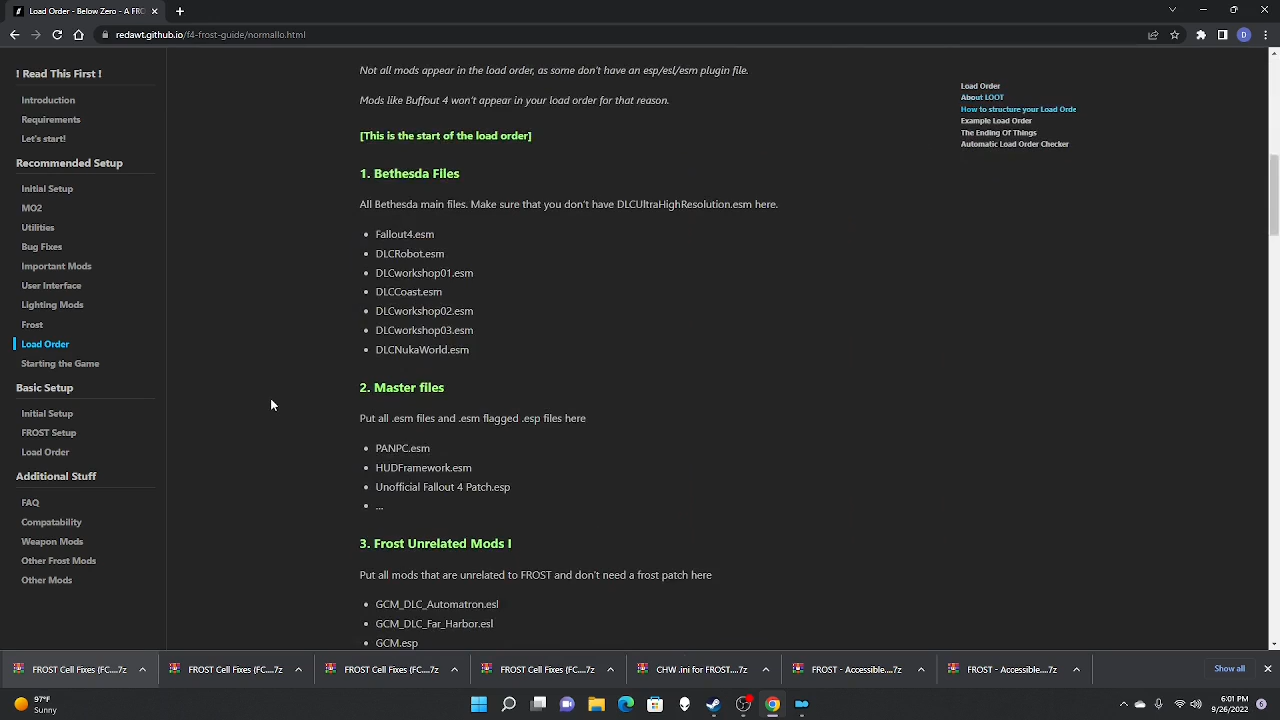 Load Order - Below Zero - A FRO
redawt.github.io/f4-frost-guide/normallo.html
D
! Read This First !
Introduction
Requirements
Let's start!
Recommended Setup
Initial Setup
MO2
Utilities
Bug Fixes
Important Mods
User Interface
Lighting Mods
Frost
Load Order
Starting the Game
Basic Setup
Initial Setup
FROST Setup
Load Order
Additional Stuff
FAQ
Compatability
Weapon Mods
Other Frost Mods
Other Mods
Not all mods appear in the load order, as some don't have an esp/esl/esm plugin file.
Mods like Buffout 4 won't appear in your load order for that reason.
[This is the start of the load order]
1. Bethesda Files
All Bethesda main files. Make sure that you don't have DLCUltraHighResolution.esm here.
Fallout4.esm
DLCRobot.esm
DLCworkshop01.esm
DLCCoast.esm
DLCworkshop02.esm
DLCworkshop03.esm
DLCNukaWorld.esm
2. Master files
Put all .esm files and .esm flagged .esp files here
PANPC.esm
HUDFramework.esm
Unofficial Fallout 4 Patch.esp
...
3. Frost Unrelated Mods I
Put all mods that are unrelated to FROST and don't need a frost patch here
GCM_DLC_Automatron.esl
GCM_DLC_Far_Harbor.esl
GCM.esp
Load Order
About LOOT
How to structure your Load Orde
Example Load Order
The Ending Of Things
Automatic Load Order Checker
FROST Cell Fixes (FC....7z
FROST Cell Fixes (FC....7z
FROST Cell Fixes (FC....7z
FROST Cell Fixes (FC....7z
CHW .ini for FROST....7z
FROST - Accessible....7z
FROST - Accessible....7z
Show all
97°F
Sunny
6:01 PM
9/26/2022